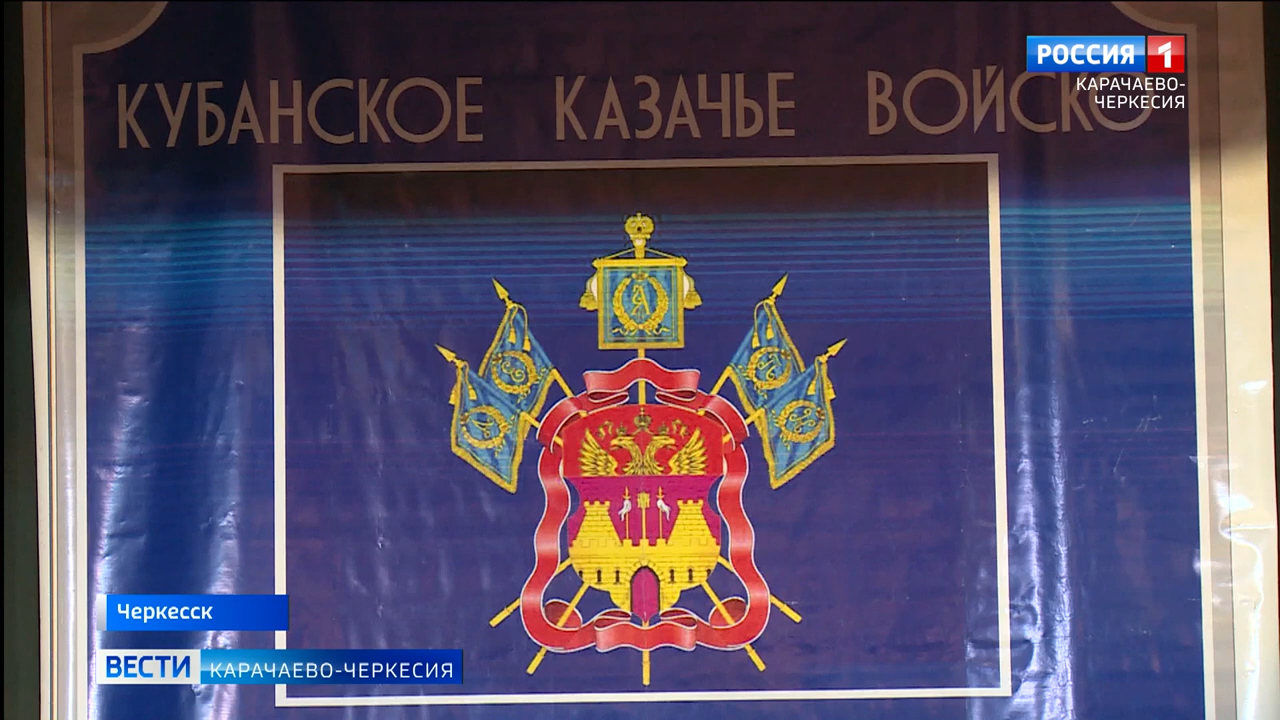 РОССИЯ 1
КАРАЧАЕВО-
ЧЕРКЕСИЯ
КУБАНСКОЕ КАЗАЧЬЕ ВОЙСКО
Черкесск
ВЕСТИ КАРАЧАЕВО-ЧЕРКЕСИЯ